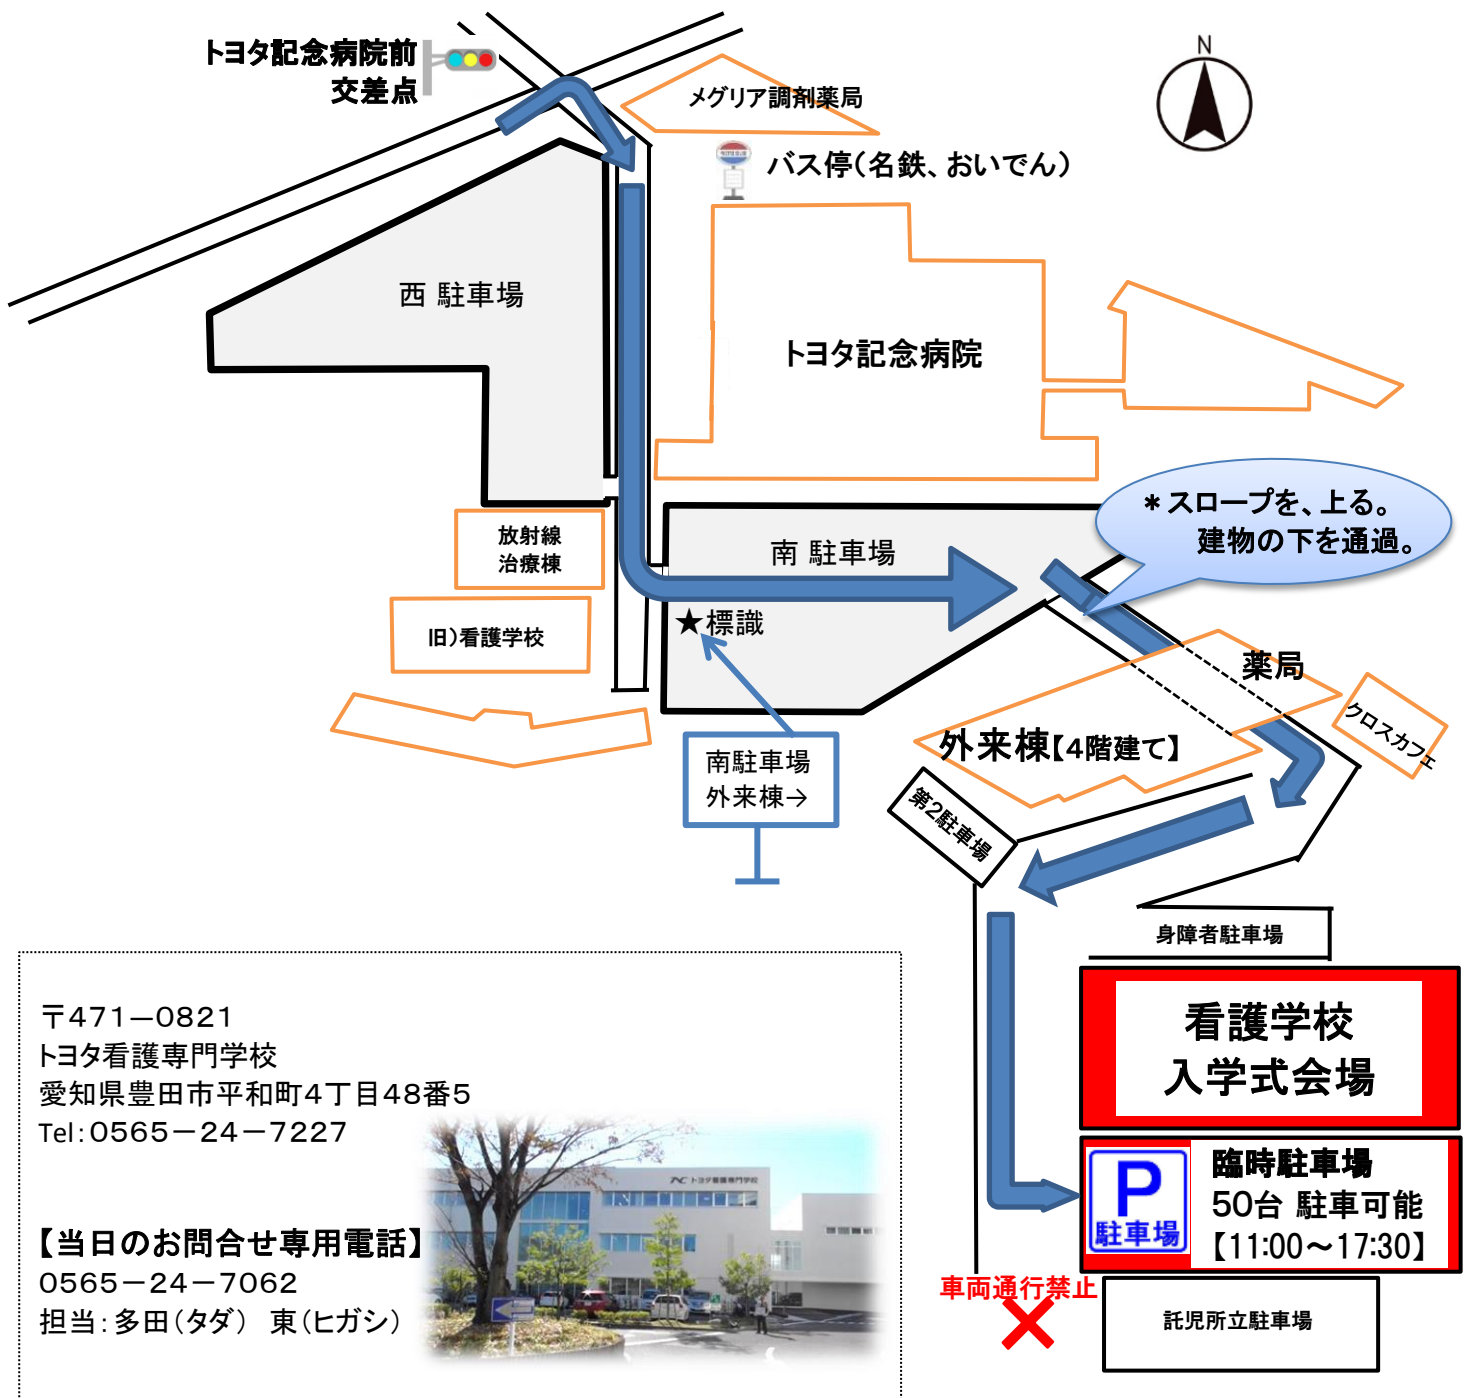 トヨタ記念病院前
交差点
N
メグリア調剤薬局
バス停(名鉄、おいでん)
西 駐車場
トヨタ記念病院
*スロープを、上る。
建物の下を通過。
放射線
治療棟
南 駐車場
旧)看護学校
★標識
薬局
クロスカフェ
南駐車場
外来棟→
外来棟【4階建て】
第2駐車場
身障者駐車場
看護学校
入学式会場
P
駐車場
臨時駐車場
50台 駐車可能
【11:00~17:30】
車両通行禁止
託児所立駐車場
〒471-0821
トヨタ看護専門学校
愛知県豊田市平和町4丁目48番5
Tel:0565-24-7227
トヨタ看護専門学校
【当日のお問合せ専用電話】
0565-24-7062
担当:多田(タダ) 東(ヒガシ)